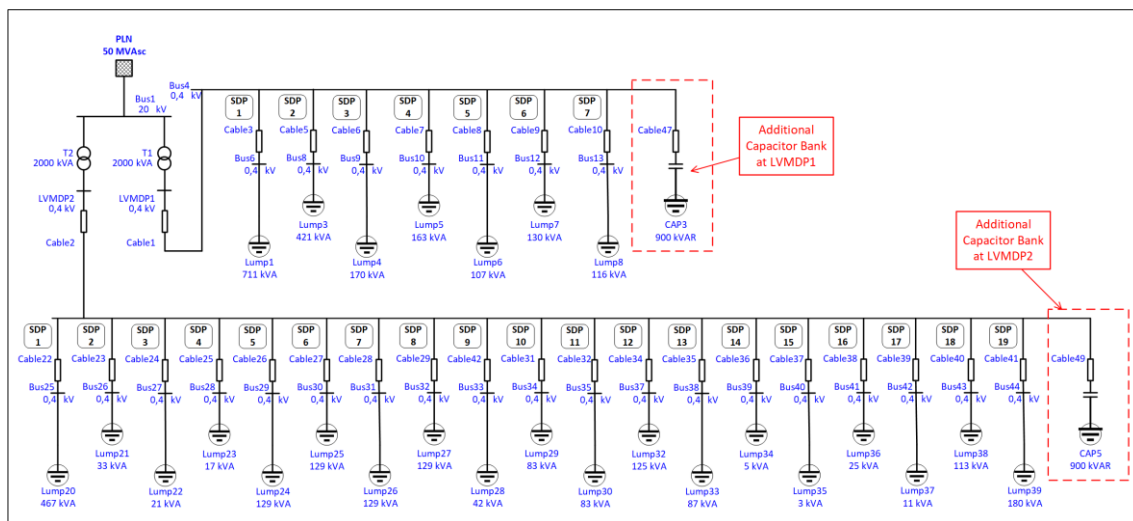 PLN
50 MVAsc
Bus1
20 kV
Bus4
0,4 kV
T2
2000 kVA
T1
2000 kVA
LVMDP2
0,4 kV
LVMDP1
0,4 kV
Cable2
Cable1
SDP
1
SDP
2
SDP
3
SDP
4
SDP
5
SDP
6
SDP
7
Cable3
Cable5
Cable6
Cable7
Cable8
Cable9
Cable10
Cable47
Bus6
0,4 kV
Bus8
0,4 kV
Bus9
0,4 kV
Bus10
0,4 kV
Bus11
0,4 kV
Bus12
0,4 kV
Bus13
0,4 kV
Lump3
421 kVA
Lump5
163 kVA
Lump7
130 kVA
CAP3
900 kVAR
Lump1
711 kVA
Lump4
170 kVA
Lump6
107 kVA
Lump8
116 kVA
Additional
Capacitor Bank
at LVMDP1
Additional
Capacitor Bank
at LVMDP2
SDP
1
SDP
2
SDP
3
SDP
4
SDP
5
SDP
6
SDP
7
SDP
8
SDP
9
SDP
10
SDP
11
SDP
12
SDP
13
SDP
14
SDP
15
SDP
16
SDP
17
SDP
18
SDP
19
Cable22
Cable23
Cable24
Cable25
Cable26
Cable27
Cable28
Cable29
Cable42
Cable31
Cable32
Cable34
Cable35
Cable36
Cable37
Cable38
Cable39
Cable40
Cable41
Cable49
Bus25
0,4 kV
Bus26
0,4 kV
Bus27
0,4 kV
Bus28
0,4 kV
Bus29
0,4 kV
Bus30
0,4 kV
Bus31
0,4 kV
Bus32
0,4 kV
Bus33
0,4 kV
Bus34
0,4 kV
Bus35
0,4 kV
Bus37
0,4 kV
Bus38
0,4 kV
Bus39
0,4 kV
Bus40
0,4 kV
Bus41
0,4 kV
Bus42
0,4 kV
Bus43
0,4 kV
Bus44
0,4 kV
Lump21
33 kVA
Lump23
17 kVA
Lump25
129 kVA
Lump27
129 kVA
Lump29
83 kVA
Lump32
125 kVA
Lump34
5 kVA
Lump36
25 kVA
Lump38
113 kVA
CAP5
900 kVAR
Lump20
467 kVA
Lump22
21 kVA
Lump24
129 kVA
Lump26
129 kVA
Lump28
42 kVA
Lump30
83 kVA
Lump33
87 kVA
Lump35
3 kVA
Lump37
11 kVA
Lump39
180 kVA